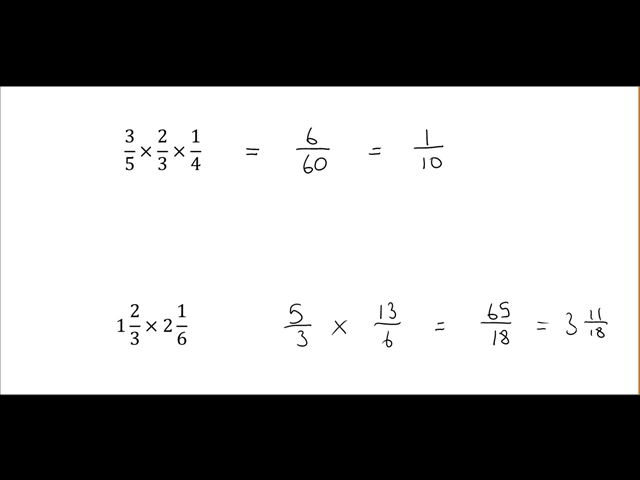 3/5 × 2/3 × 1/4 = 6/60 = 1/10
1 2/3 × 2 1/6 5/3 × 13/6 = 65/18 = 3 11/18